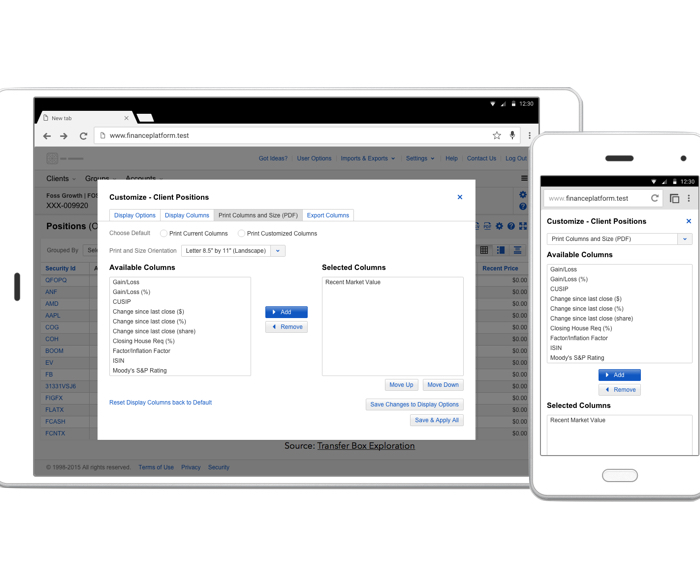 12:30
New tab
www.financeplatform.test
Got Ideas? User Options Imports & Exports Settings Help Contact Us Log Out
Clients Groups Accounts
Foss Growth | FO
XXX-009920
Positions (O
Grouped By Sele
Security Id A Recent Price
QFOPQ $0.00
ANF $0.00
AMD $0.00
AAPL $0.00
COG $0.00
COH $0.00
BOOM $0.00
EV $0.00
FB $0.00
31331VSJ6 $0.00
FIGFX $0.00
FLATX $0.00
FCASH $0.00
FCNTX $0.00
Customize - Client Positions
Display Options Display Columns Print Columns and Size (PDF) Export Columns
Choose Default Print Current Columns Print Customized Columns
Print and Size Orientation Letter 8.5" by 11" (Landscape)
Available Columns
Gain/Loss
Gain/Loss (%)
CUSIP
Change since last close ($)
Change since last close (%)
Change since last close (share)
Closing House Req (%)
Factor/Inflation Factor
ISIN
Moody's S&P Rating
Add
Remove
Selected Columns
Recent Market Value
Move Up Move Down
Reset Display Columns back to Default
Save Changes to Display Options
Save & Apply All
Source: Transfer Box Exploration
© 1998-2018 All rights reserved. Terms of Use Privacy Security
12:30
www.financeplatform.test
Customize - Client Positions
Print Columns and Size (PDF)
Available Columns
Gain/Loss
Gain/Loss (%)
CUSIP
Change since last close ($)
Change since last close (%)
Change since last close (share)
Closing House Req (%)
Factor/Inflation Factor
ISIN
Moody's S&P Rating
Add
Remove
Selected Columns
Recent Market Value